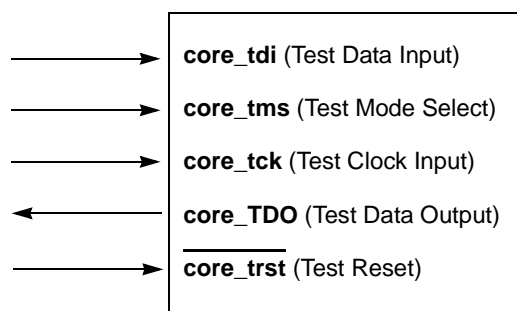 core_tdi (Test Data Input)
core_tms (Test Mode Select)
core_tck (Test Clock Input)
core_TDO (Test Data Output)
core_trst (Test Reset)